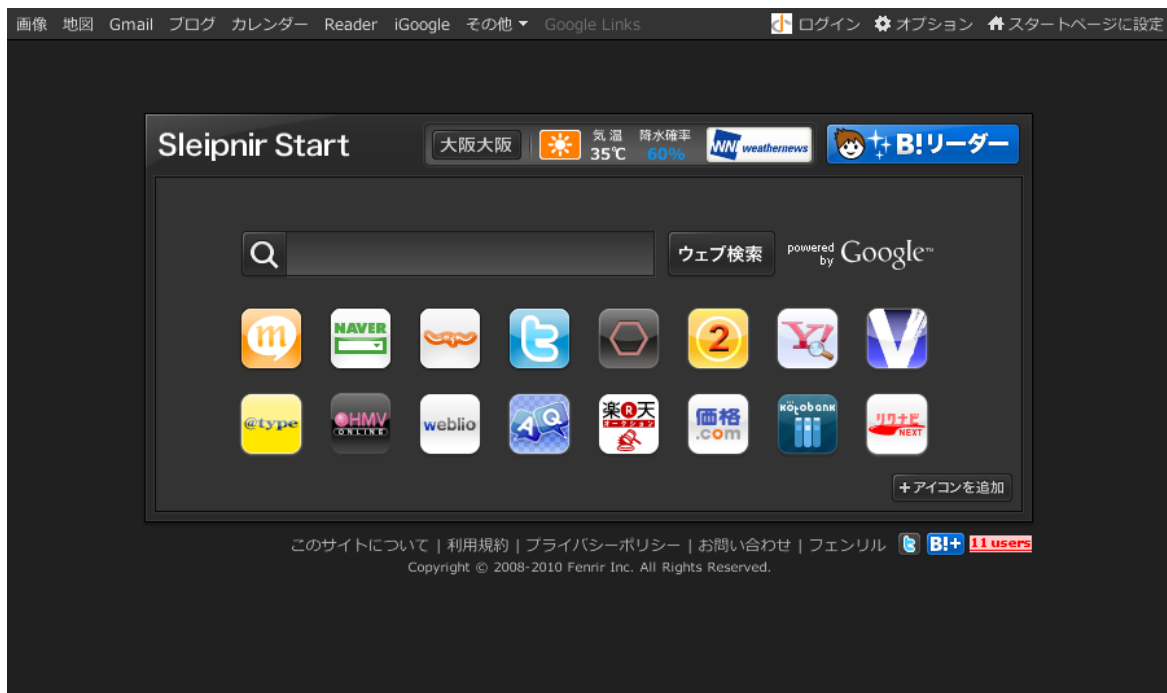 画像 地図 Gmail ブログ カレンダー Reader iGoogle その他 Google Links ログイン オプション スタートページに設定
Sleipnir Start 大阪大阪 気温 35℃ 降水確率 60% WNI weathernews B!リーダー
ウェブ検索 powered by Google™
m NAVER t 2 Y! V
@type HMV ONLINE weblio A Q 楽R天 オークション 価格.com kotobank リクナビ NEXT
+アイコンを追加
このサイトについて | 利用規約 | プライバシーポリシー | お問い合わせ | フェンリル t B!+ 11 users
Copyright © 2008-2010 Fenrir Inc. All Rights Reserved.